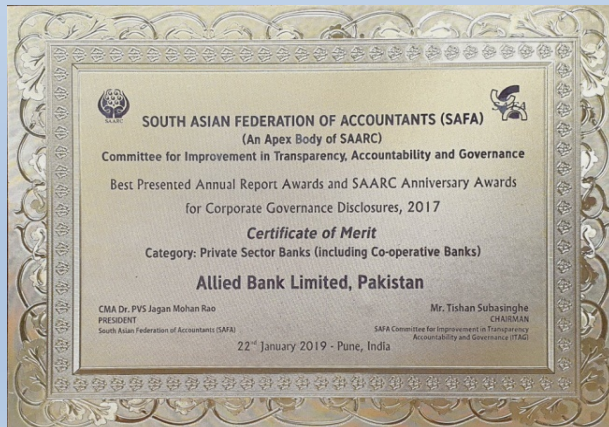 SAARC
SAFA
SOUTH ASIAN FEDERATION OF ACCOUNTANTS (SAFA)
(An Apex Body of SAARC)
Committee for Improvement in Transparency, Accountability and Governance
Best Presented Annual Report Awards and SAARC Anniversary Awards
for Corporate Governance Disclosures, 2017
Certificate of Merit
Category: Private Sector Banks (including Co-operative Banks)
Allied Bank Limited, Pakistan
CMA Dr. PVS Jagan Mohan Rao
PRESIDENT
South Asian Federation of Accountants (SAFA)
Mr. Tishan Subasinghe
CHAIRMAN
SAFA Committee for Improvement in Transparency
Accountability and Governance (ITAG)
22nd January 2019 - Pune, India